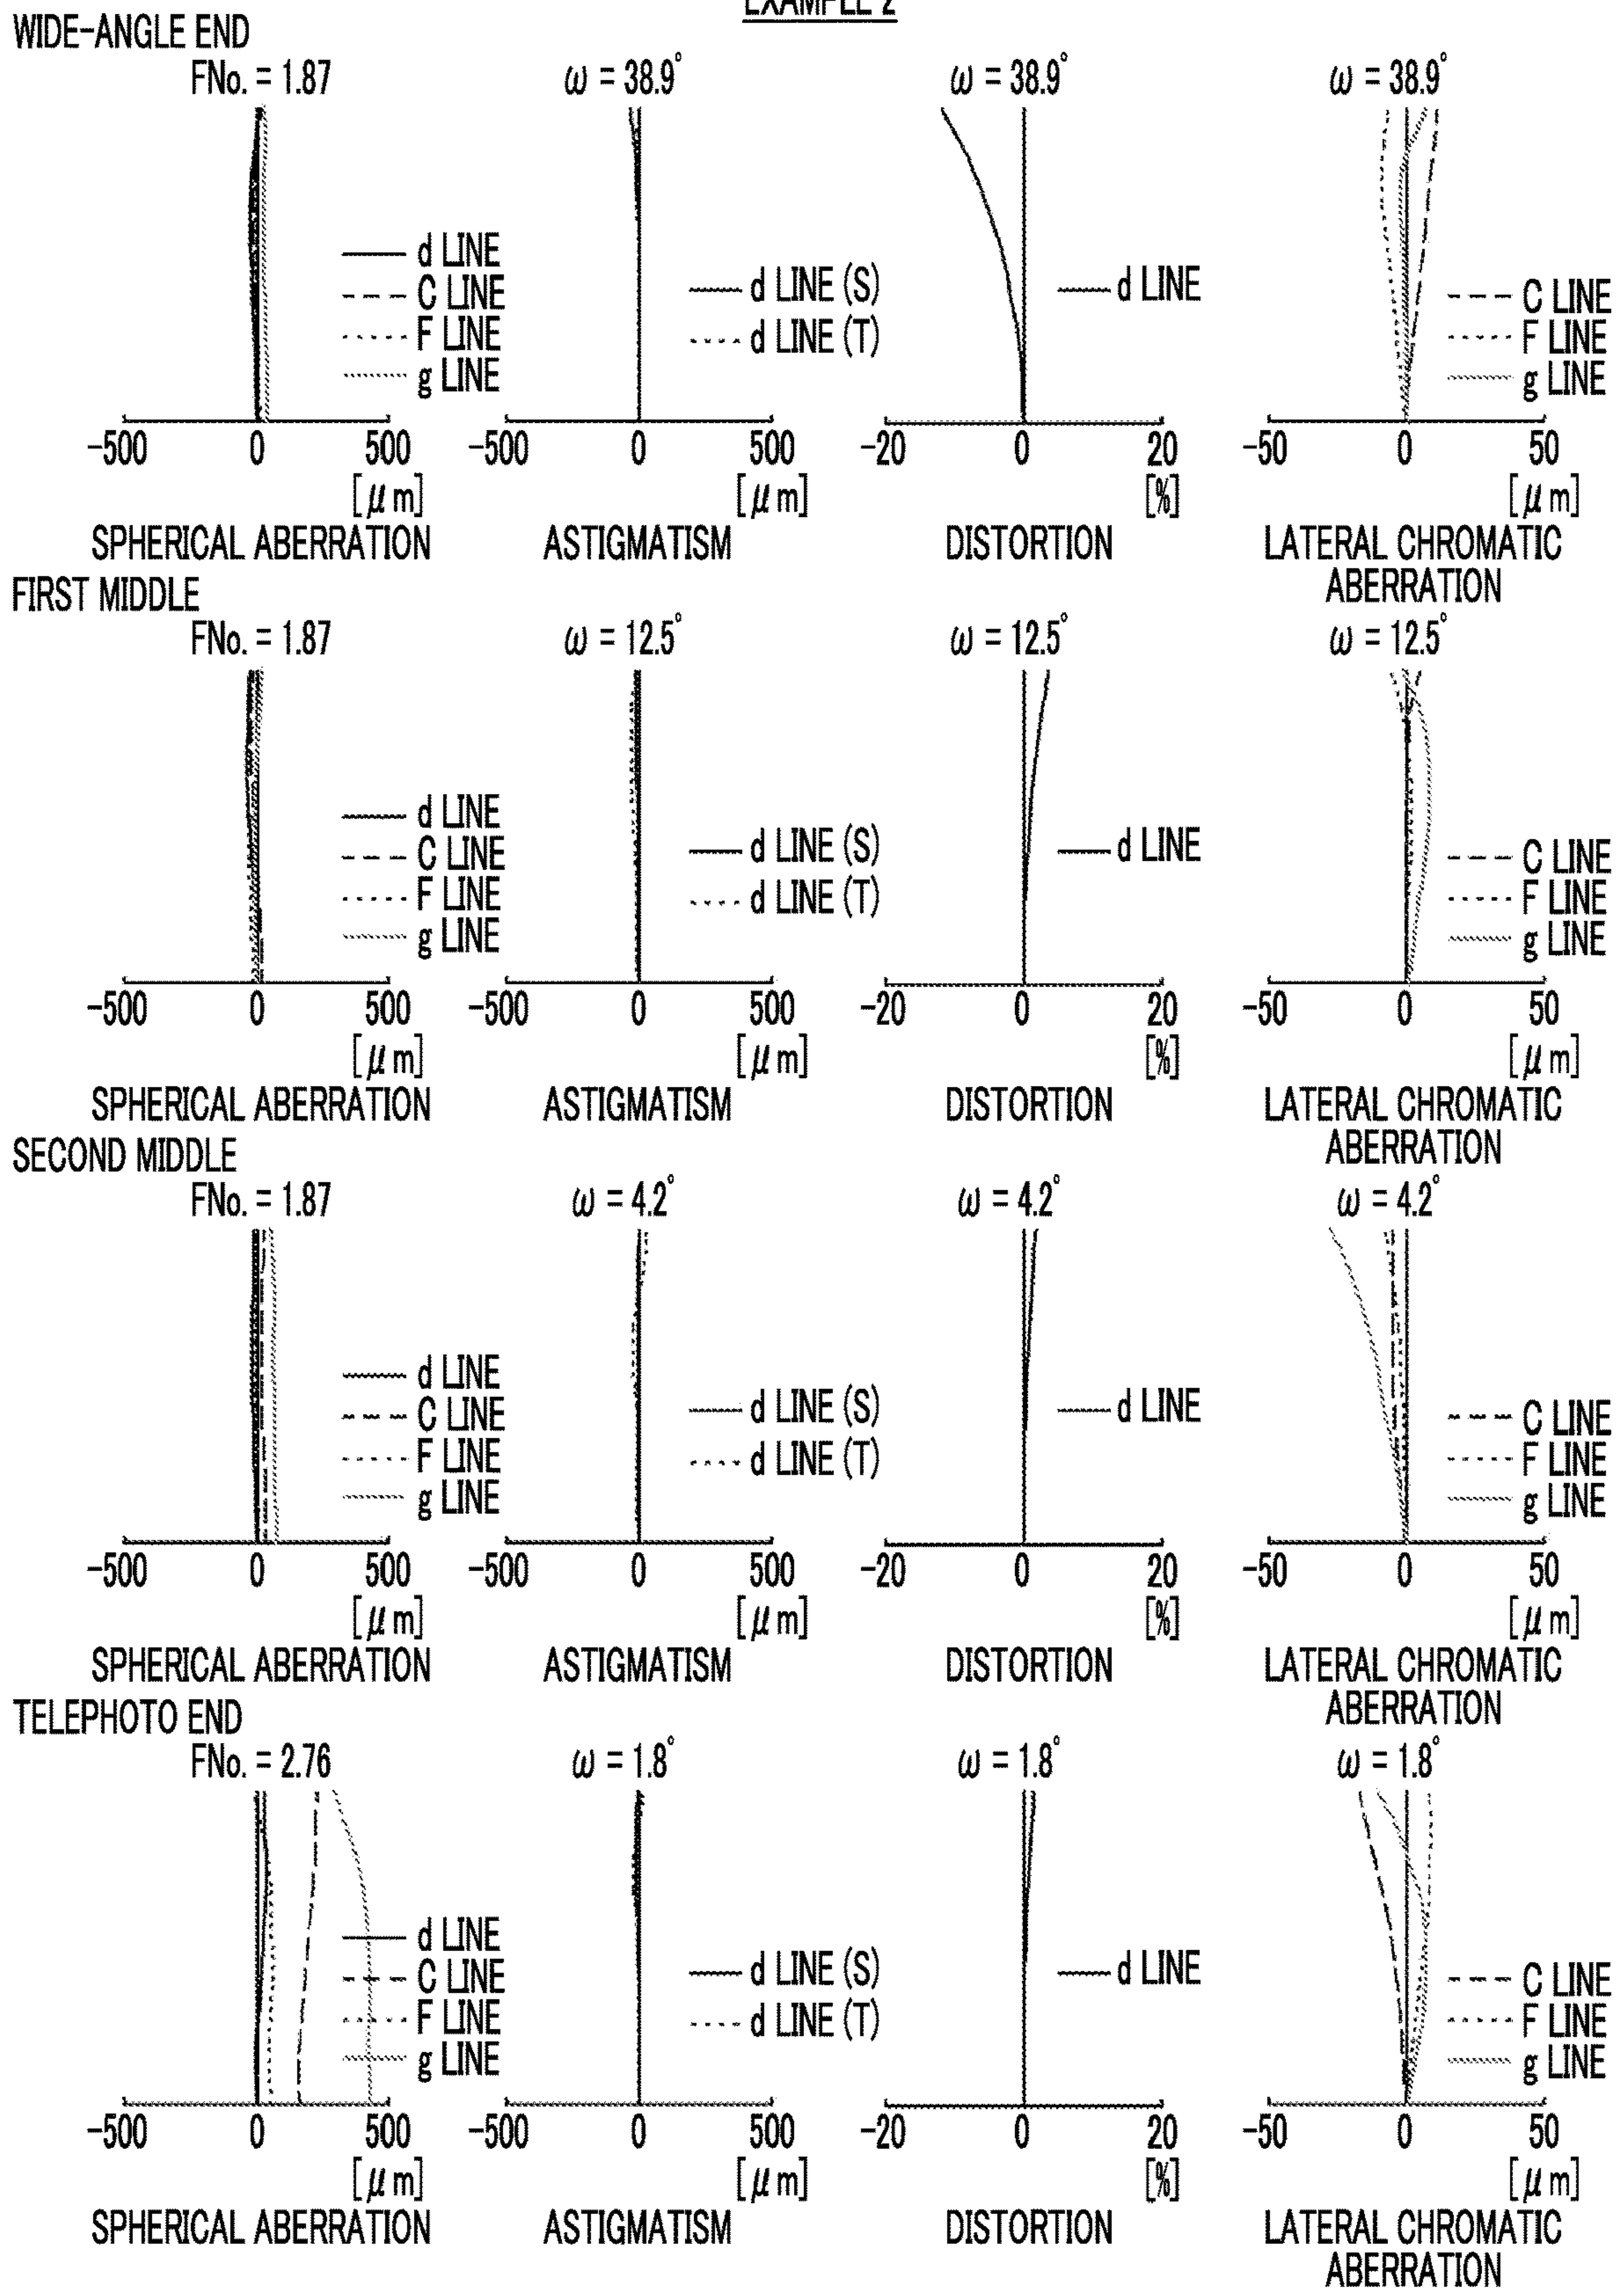 EXAMPLE 2
WIDE-ANGLE END
FNo. = 1.87
ω = 38.9°
ω = 38.9°
ω = 38.9°
d LINE
C LINE
F LINE
g LINE
d LINE (S)
d LINE (T)
d LINE
C LINE
F LINE
g LINE
-500 0 500
-500 0 500
-20 0 20
-50 0 50
[μm]
[μm]
[%]
[μm]
SPHERICAL ABERRATION
ASTIGMATISM
DISTORTION
LATERAL CHROMATIC
ABERRATION
FIRST MIDDLE
FNo. = 1.87
ω = 12.5°
ω = 12.5°
ω = 12.5°
d LINE
C LINE
F LINE
g LINE
d LINE (S)
d LINE (T)
d LINE
C LINE
F LINE
g LINE
-500 0 500
-500 0 500
-20 0 20
-50 0 50
[μm]
[μm]
[%]
[μm]
SPHERICAL ABERRATION
ASTIGMATISM
DISTORTION
LATERAL CHROMATIC
ABERRATION
SECOND MIDDLE
FNo. = 1.87
ω = 4.2°
ω = 4.2°
ω = 4.2°
d LINE
C LINE
F LINE
g LINE
d LINE (S)
d LINE (T)
d LINE
C LINE
F LINE
g LINE
-500 0 500
-500 0 500
-20 0 20
-50 0 50
[μm]
[μm]
[%]
[μm]
SPHERICAL ABERRATION
ASTIGMATISM
DISTORTION
LATERAL CHROMATIC
ABERRATION
TELEPHOTO END
FNo. = 2.76
ω = 1.8°
ω = 1.8°
ω = 1.8°
d LINE
C LINE
F LINE
g LINE
d LINE (S)
d LINE (T)
d LINE
C LINE
F LINE
g LINE
-500 0 500
-500 0 500
-20 0 20
-50 0 50
[μm]
[μm]
[%]
[μm]
SPHERICAL ABERRATION
ASTIGMATISM
DISTORTION
LATERAL CHROMATIC
ABERRATION